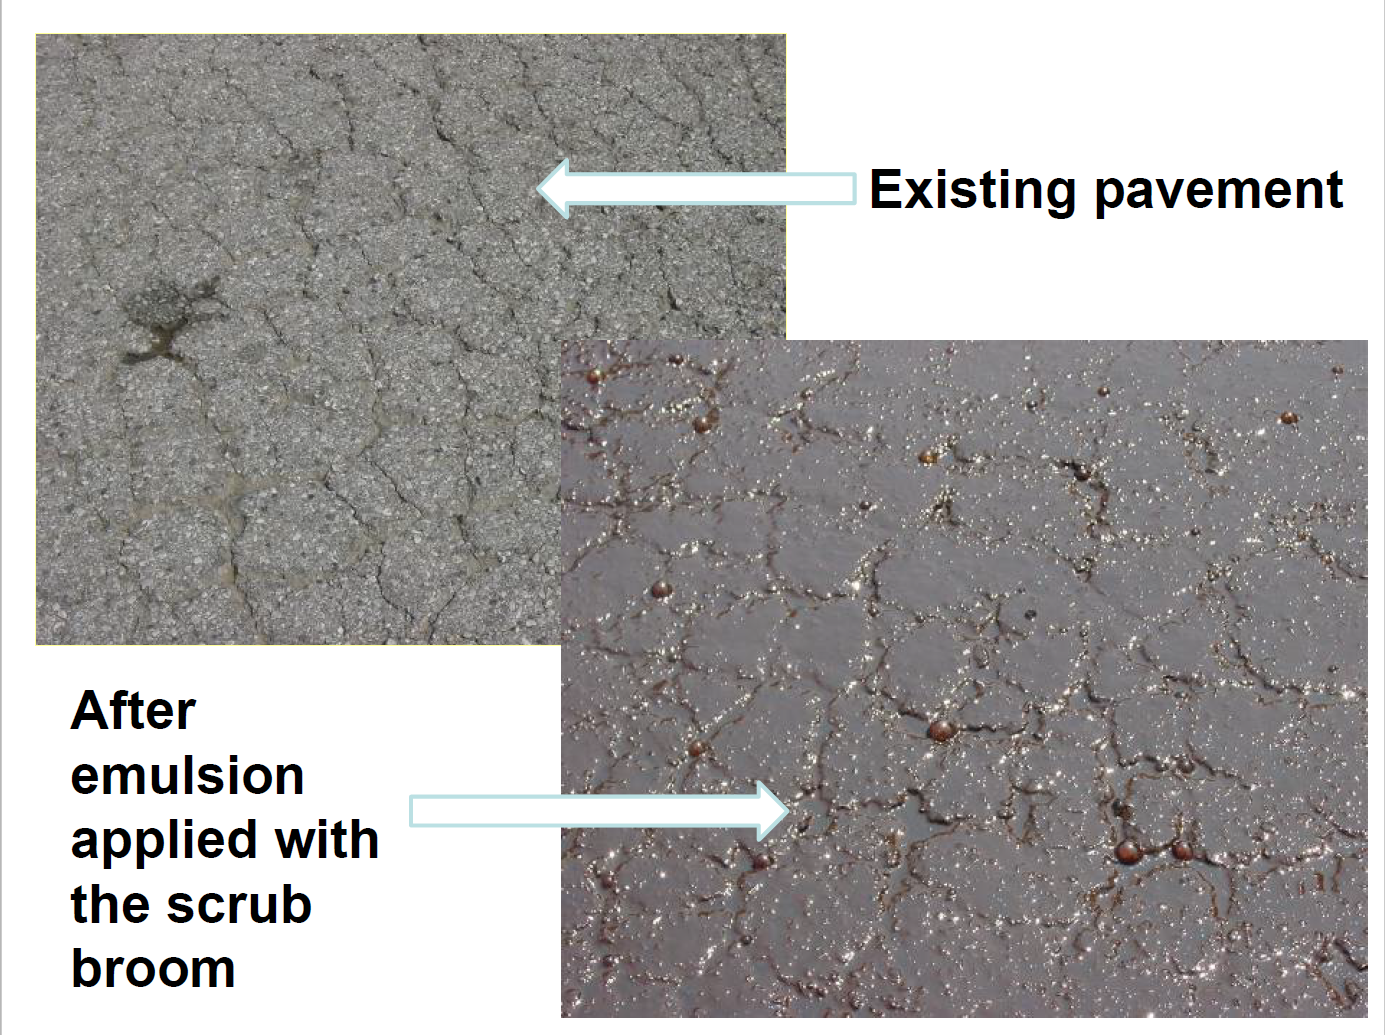 Existing pavement
After
emulsion
applied with
the scrub
broom